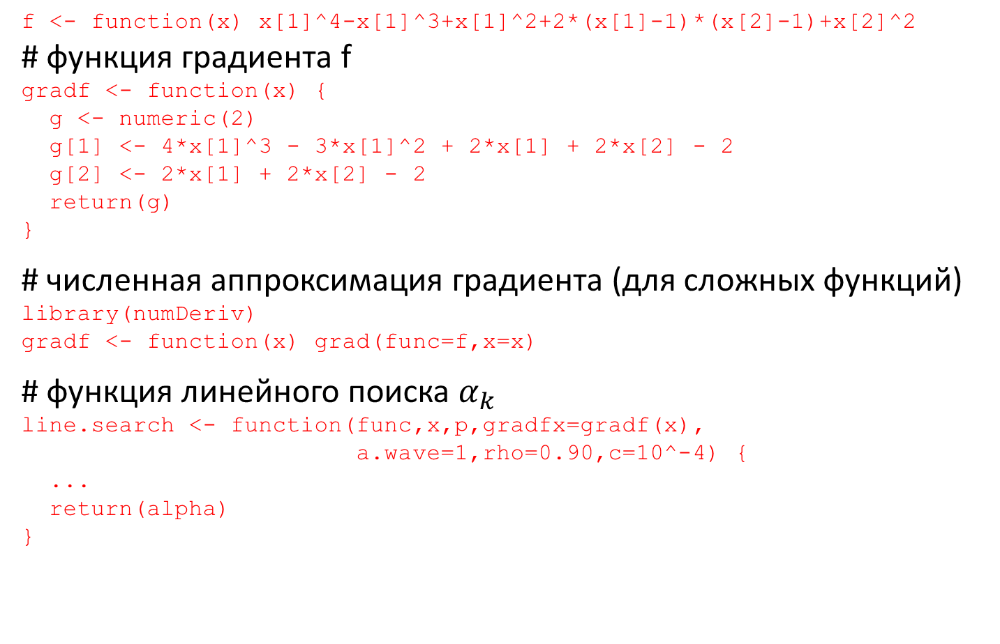 f <- function(x) x[1]^4-x[1]^3+x[1]^2+2*(x[1]-1)*(x[2]-1)+x[2]^2
# функция градиента f
gradf <- function(x) {
  g <- numeric(2)
  g[1] <- 4*x[1]^3 - 3*x[1]^2 + 2*x[1] + 2*x[2] - 2
  g[2] <- 2*x[1] + 2*x[2] - 2
  return(g)
}
# численная аппроксимация градиента (для сложных функций)
library(numDeriv)
gradf <- function(x) grad(func=f,x=x)
# функция линейного поиска αₖ
line.search <- function(func,x,p,gradfx=gradf(x),
                        a.wave=1,rho=0.90,c=10^-4) {
  ...
  return(alpha)
}